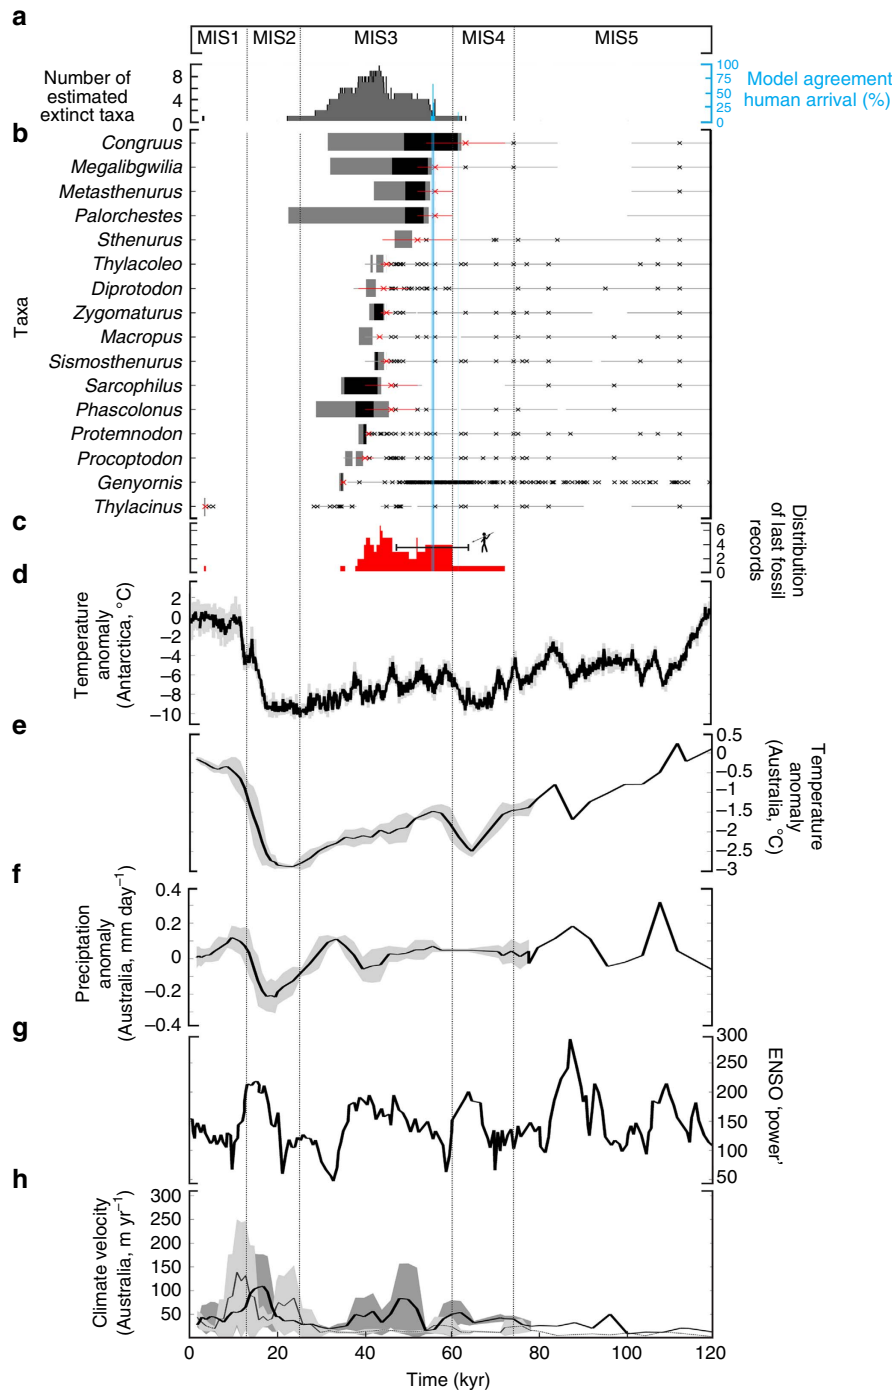 a
MIS1 MIS2 MIS3 MIS4 MIS5
Number of
estimated
extinct taxa
8
4
0
100
75
50
25
0
Model agreement
human arrival (%)
b
Taxa
Congruus
Megalibgwilia
Metasthenurus
Palorchestes
Sthenurus
Thylacoleo
Diprotodon
Zygomaturus
Macropus
Sismosthenurus
Sarcophilus
Phascolonus
Protemnodon
Procoptodon
Genyornis
Thylacinus
c
6
4
2
0
Distribution
of last fossil
records
d
Temperature
anomaly
(Antarctica, °C)
2
0
−2
−4
−6
−8
−10
e
0.5
0
−0.5
−1
−1.5
−2
−2.5
−3
Temperature
anomaly
(Australia, °C)
f
Preciptation
anomaly
(Australia, mm day−1)
0.4
0.2
0
−0.2
−0.4
g
300
200
150
100
50
ENSO 'power'
h
Climate velocity
(Australia, m yr−1)
300
250
200
150
100
50
0 20 40 60 80 100 120
Time (kyr)